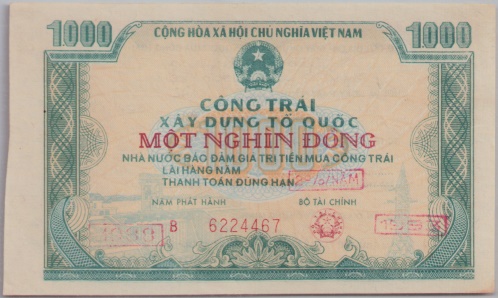 1000 CỘNG HÒA XÃ HỘI CHỦ NGHĨA VIỆT NAM 1000
CÔNG TRÁI
XÂY DỰNG TỔ QUỐC
MỘT NGHÌN ĐỒNG
NHÀ NƯỚC BẢO ĐẢM GIÁ TRỊ TIỀN MUA CÔNG TRÁI
LÃI HÀNG NĂM
THANH TOÁN ĐÚNG HẠN
NĂM PHÁT HÀNH BỘ TÀI CHÍNH
B 6224467